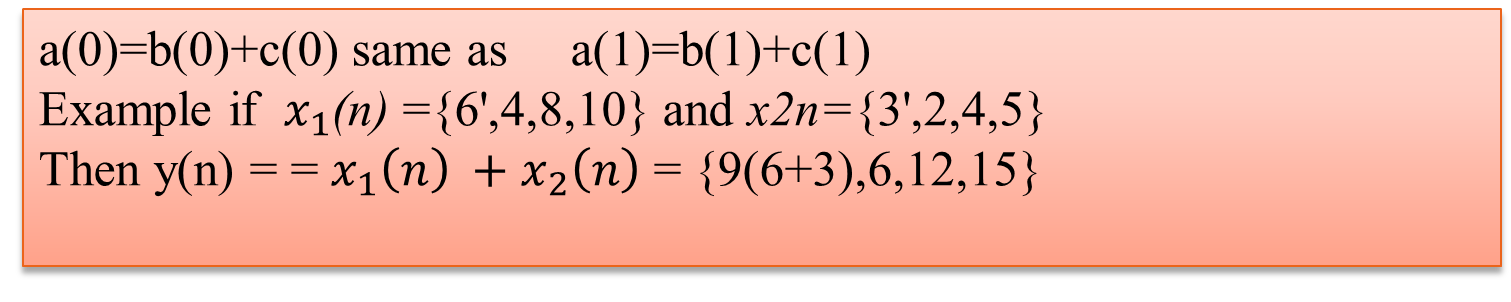 a(0)=b(0)+c(0) same as a(1)=b(1)+c(1)
Example if x₁(n) ={6',4,8,10} and x2n={3',2,4,5}
Then y(n) = = x₁(n) + x₂(n) = {9(6+3),6,12,15}